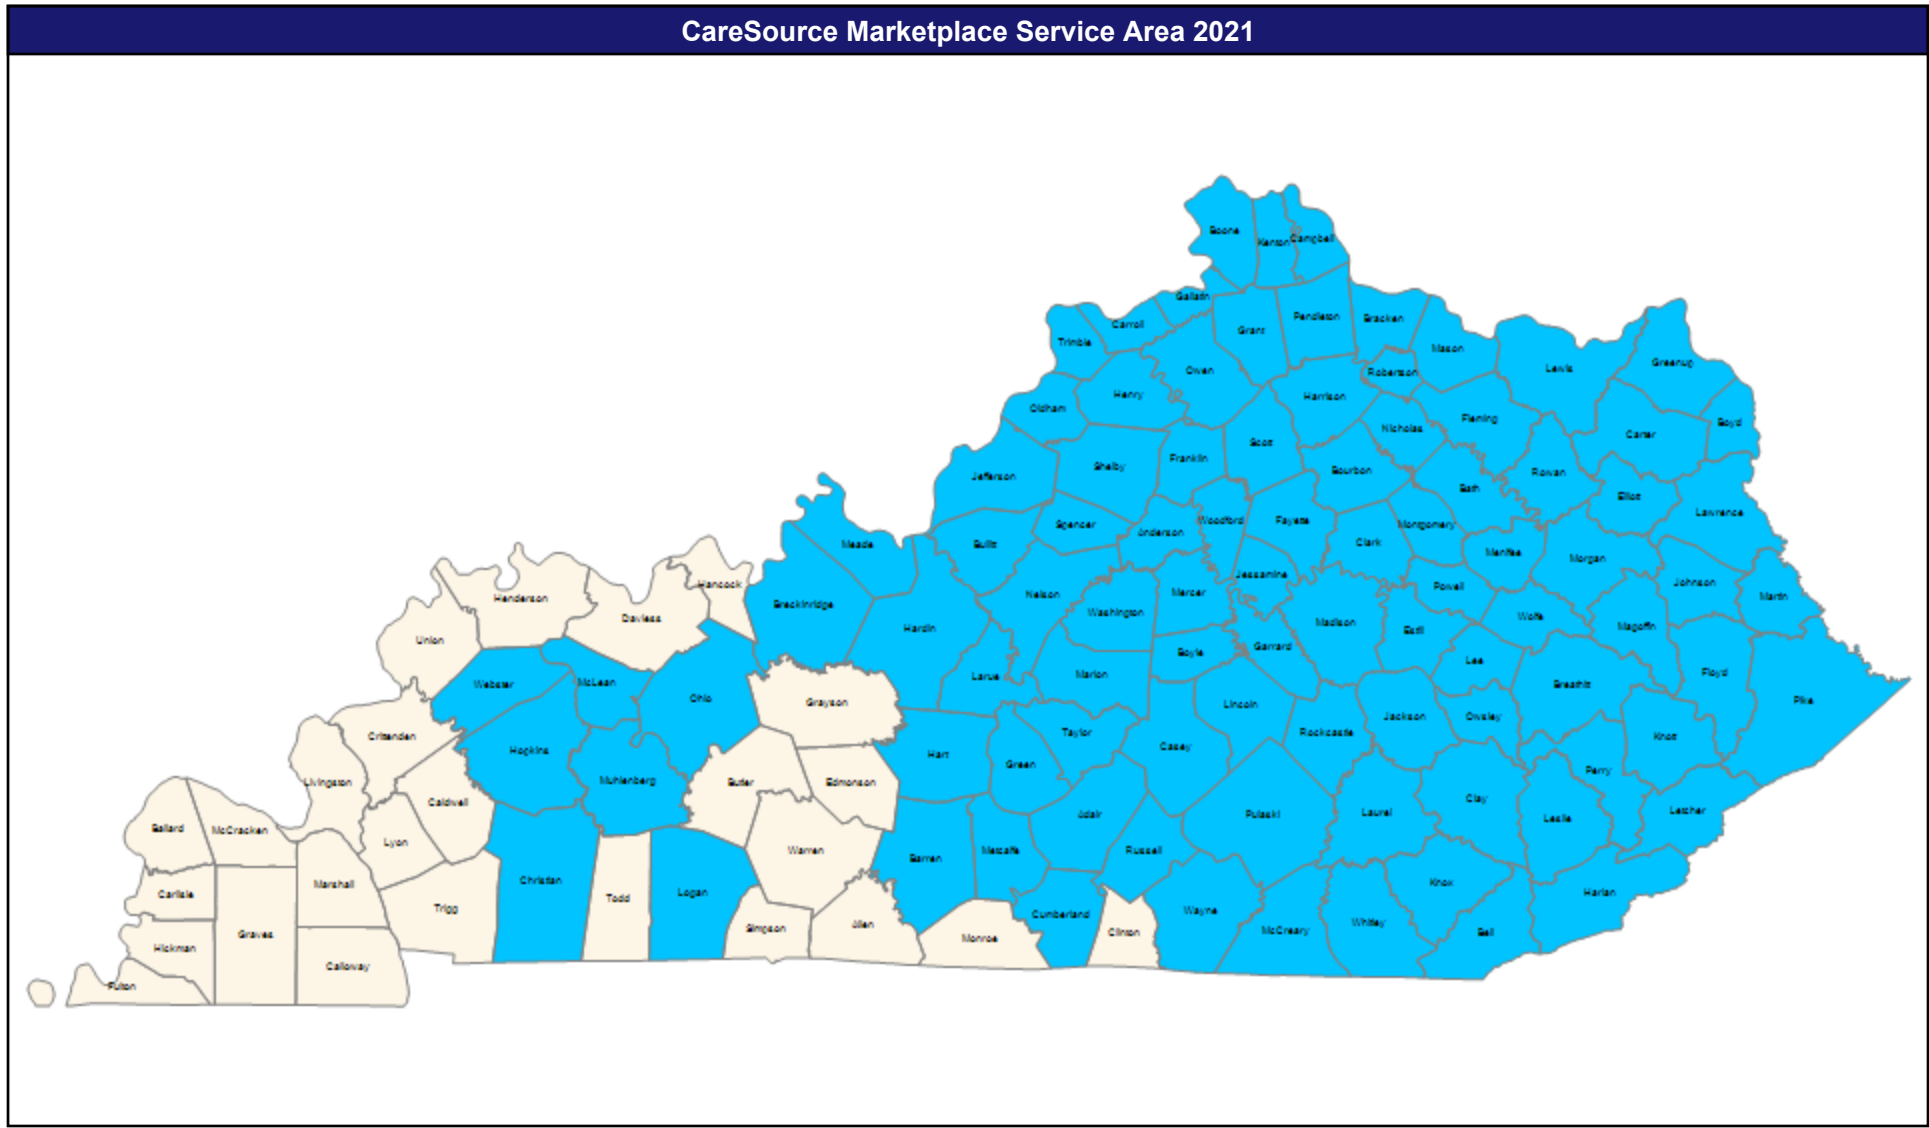 CareSource Marketplace Service Area 2021
Boone
Kenton
Campbell
Gallatin
Carroll
Grant
Pendleton
Bracken
Trimble
Mason
Owen
Robertson
Lewis
Greenup
Henry
Oldham
Harrison
Nicholas
Fleming
Boyd
Carter
Scott
Franklin
Shelby
Jefferson
Bourbon
Rowan
Bath
Elliott
Lawrence
Spencer
Anderson
Woodford
Fayette
Montgomery
Clark
Meade
Bullitt
Menifee
Morgan
Jessamine
Johnson
Powell
Martin
Hancock
Henderson
Daviess
Breckinridge
Nelson
Mercer
Washington
Hardin
Madison
Estill
Wolfe
Magoffin
Union
Garrard
Boyle
Lee
Floyd
Marion
Larue
Webster
McLean
Ohio
Grayson
Breathitt
Pike
Lincoln
Jackson
Owsley
Crittenden
Taylor
Rockcastle
Knott
Casey
Hopkins
Hart
Green
Perry
Livingston
Muhlenberg
Butler
Edmonson
Caldwell
Clay
Letcher
Ballard
McCracken
Adair
Pulaski
Laurel
Leslie
Lyon
Warren
Barren
Metcalfe
Russell
Carlisle
Marshall
Christian
Todd
Logan
Knox
Harlan
Trigg
Cumberland
Wayne
Simpson
Allen
Monroe
Clinton
McCreary
Whitley
Bell
Graves
Hickman
Calloway
Fulton